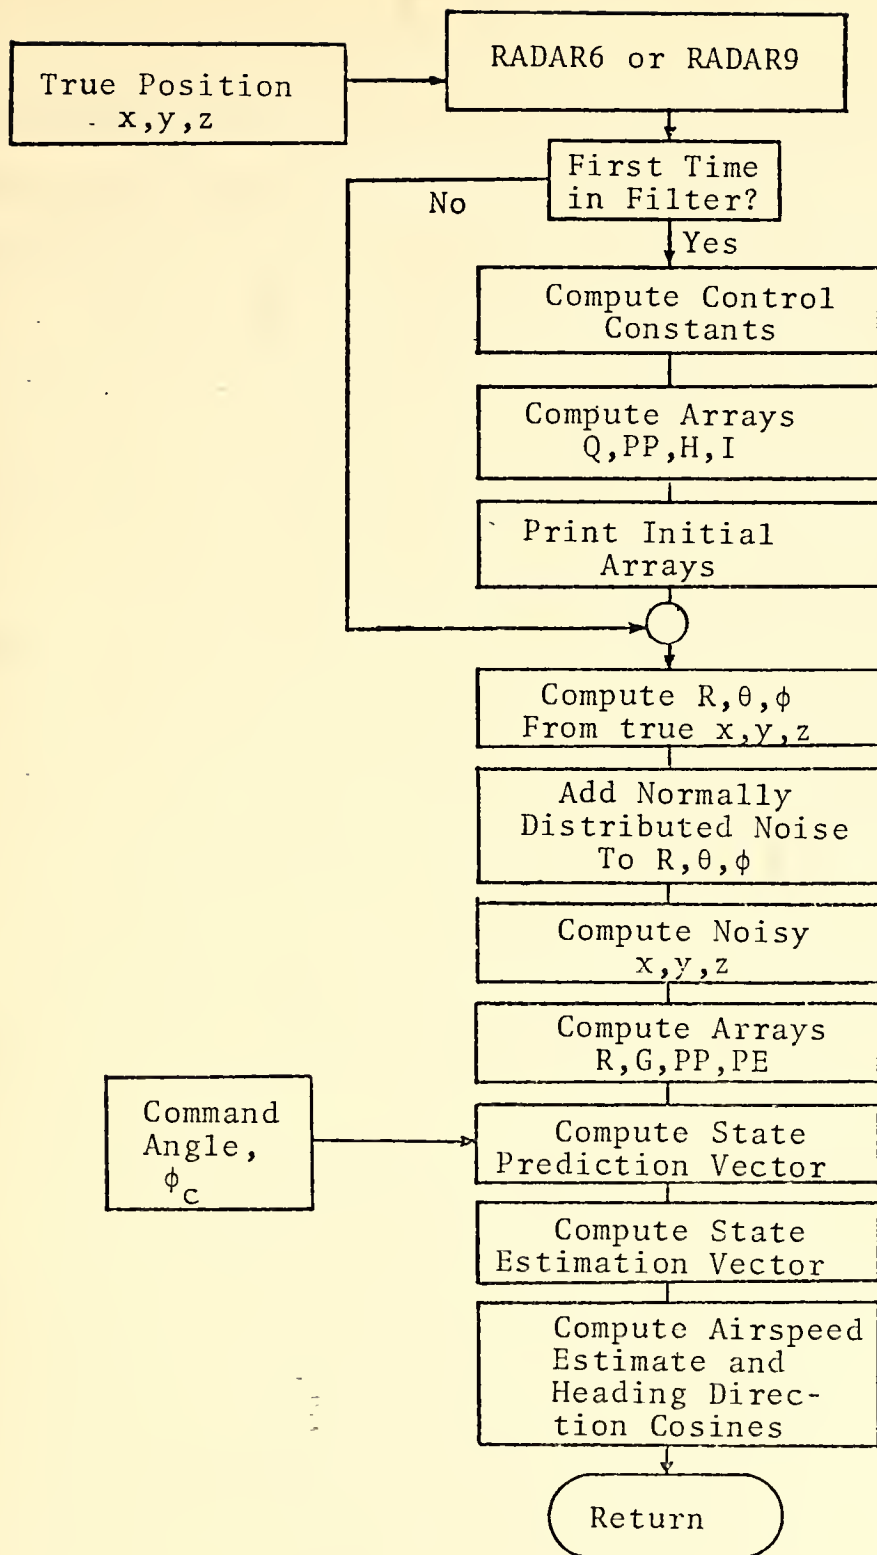 RADAR6 or RADAR9
True Position
x,y,z
First Time
in Filter?
No
Yes
Compute Control
Constants
Compute Arrays
Q,PP,H,I
Print Initial
Arrays
Compute R,θ,ϕ
From true x,y,z
Add Normally
Distributed Noise
To R,θ,ϕ
Compute Noisy
x,y,z
Compute Arrays
R,G,PP,PE
Command
Angle,
ϕc
Compute State
Prediction Vector
Compute State
Estimation Vector
Compute Airspeed
Estimate and
Heading Direc-
tion Cosines
Return